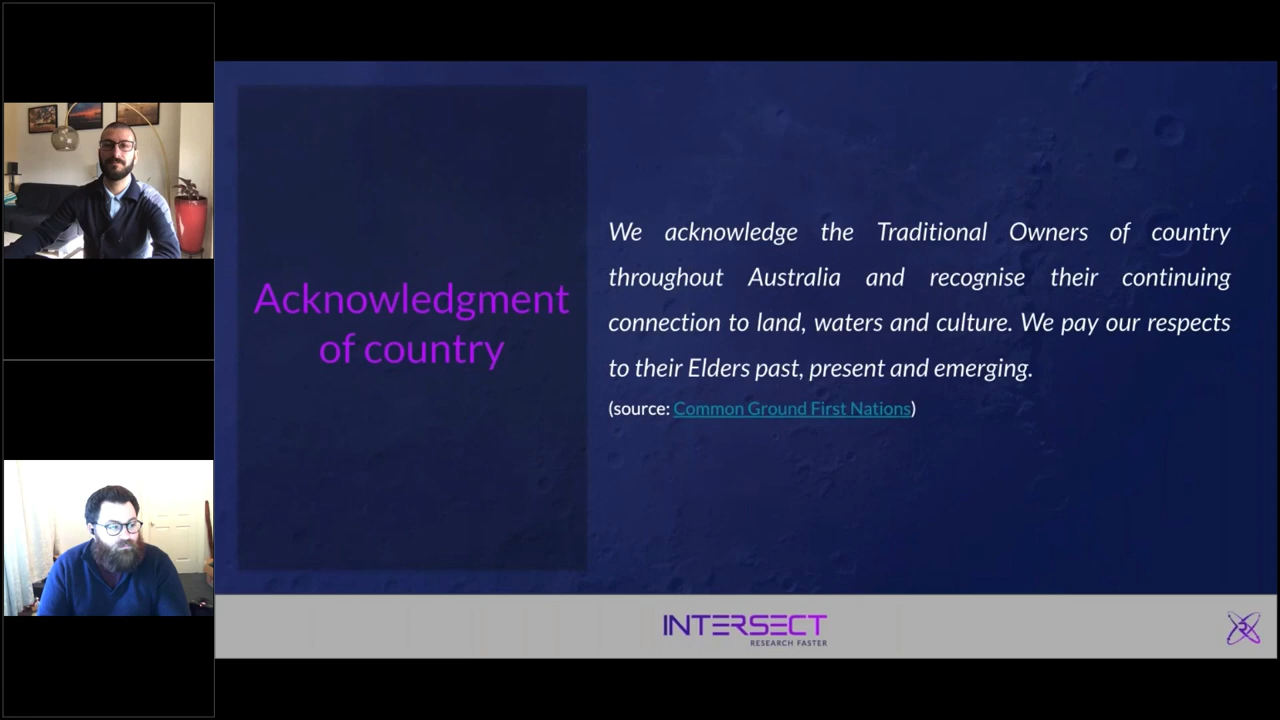 Acknowledgment
of country
We acknowledge the Traditional Owners of country
throughout Australia and recognise their continuing
connection to land, waters and culture. We pay our respects
to their Elders past, present and emerging.
(source: Common Ground First Nations)
INTERSECT
RESEARCH FASTER